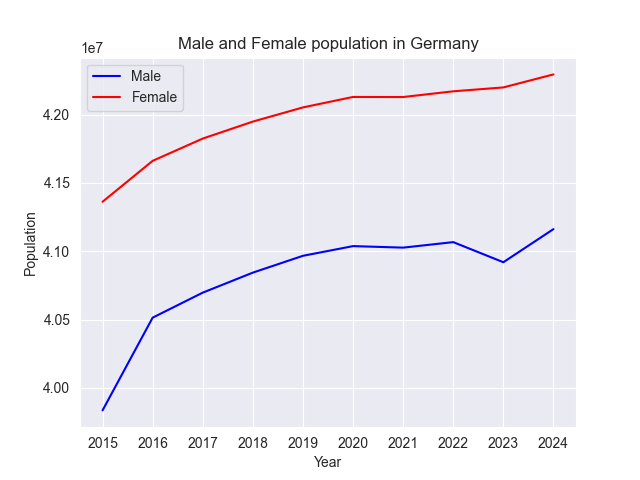 Male and Female population in Germany
1e7
Male
Female
4.20
4.15
4.10
4.05
4.00
Population
2015 2016 2017 2018 2019 2020 2021 2022 2023 2024
Year